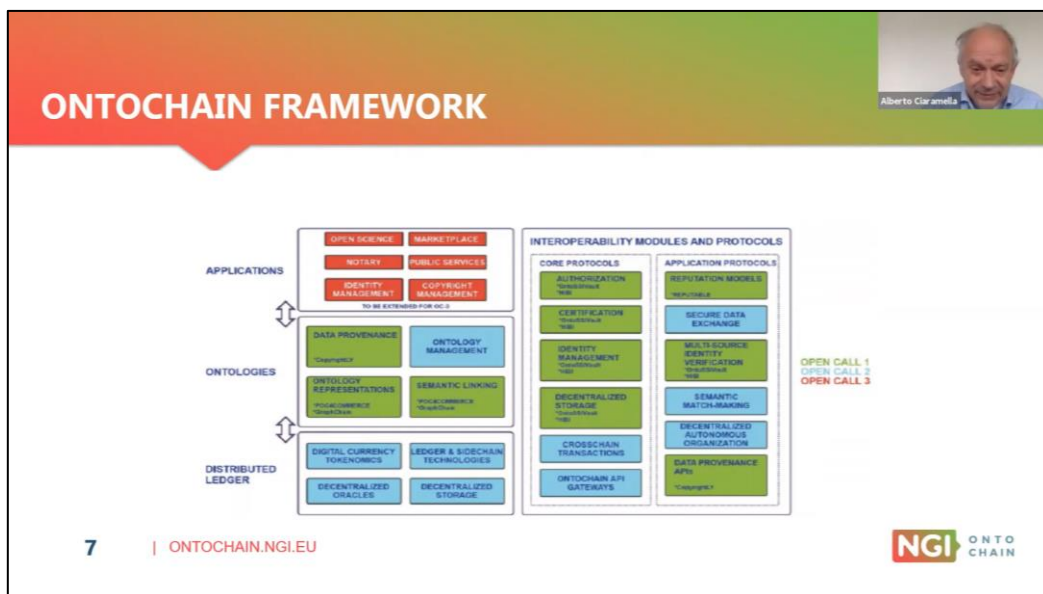 Alberto Ciaramella
ONTOCHAIN FRAMEWORK
APPLICATIONS
OPEN SCIENCE
MARKETPLACE
NOTARY
PUBLIC SERVICES
IDENTITY
MANAGEMENT
COPYRIGHT
MANAGEMENT
TO BE EXTENDED FOR OC-3
ONTOLOGIES
DATA PROVENANCE
ONTOLOGY
MANAGEMENT
ONTOLOGY
REPRESENTATIONS
*POC4COMMERCE
*GraphChain
SEMANTIC LINKING
*POC4COMMERCE
*GraphChain
DISTRIBUTED
LEDGER
DIGITAL CURRENCY
TOKENOMICS
LEDGER & SIDECHAIN
TECHNOLOGIES
DECENTRALIZED
ORACLES
DECENTRALIZED
STORAGE
INTEROPERABILITY MODULES AND PROTOCOLS
CORE PROTOCOLS
AUTHORIZATION
CERTIFICATION
IDENTITY
MANAGEMENT
DECENTRALIZED
STORAGE
CROSSCHAIN
TRANSACTIONS
ONTOCHAIN API
GATEWAYS
APPLICATION PROTOCOLS
REPUTATION MODELS
*REPUTABLE
SECURE DATA
EXCHANGE
MULTI-SOURCE
IDENTITY
VERIFICATION
SEMANTIC
MATCH-MAKING
DECENTRALIZED
AUTONOMOUS
ORGANIZATION
DATA PROVENANCE
APIs
OPEN CALL 1
OPEN CALL 2
OPEN CALL 3
7 | ONTOCHAIN.NGI.EU
NGI ONTO
CHAIN